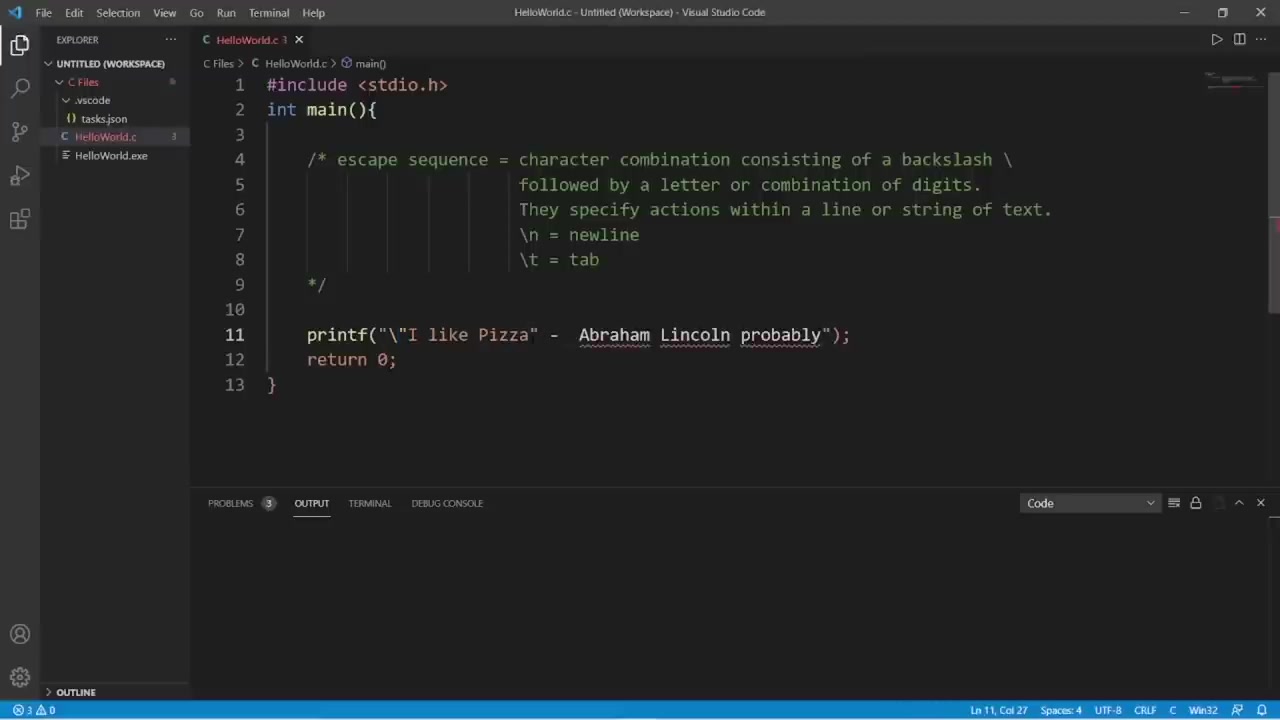 File Edit Selection View Go Run Terminal Help
HelloWorld.c - Untitled (Workspace) - Visual Studio Code
EXPLORER
UNTITLED (WORKSPACE)
C Files
.vscode
{} tasks.json
C HelloWorld.c 3
HelloWorld.exe
OUTLINE
C HelloWorld.c 3
C Files > C HelloWorld.c > main()
1 #include <stdio.h>
2 int main(){
3
4 /* escape sequence = character combination consisting of a backslash \
5 followed by a letter or combination of digits.
6 They specify actions within a line or string of text.
7 \n = newline
8 \t = tab
9 */
10
11 printf("\"I like Pizza" -  Abraham Lincoln probably");
12 return 0;
13 }
PROBLEMS 3 OUTPUT TERMINAL DEBUG CONSOLE
Code
3 0
Ln 11, Col 27 Spaces: 4 UTF-8 CRLF C Win32